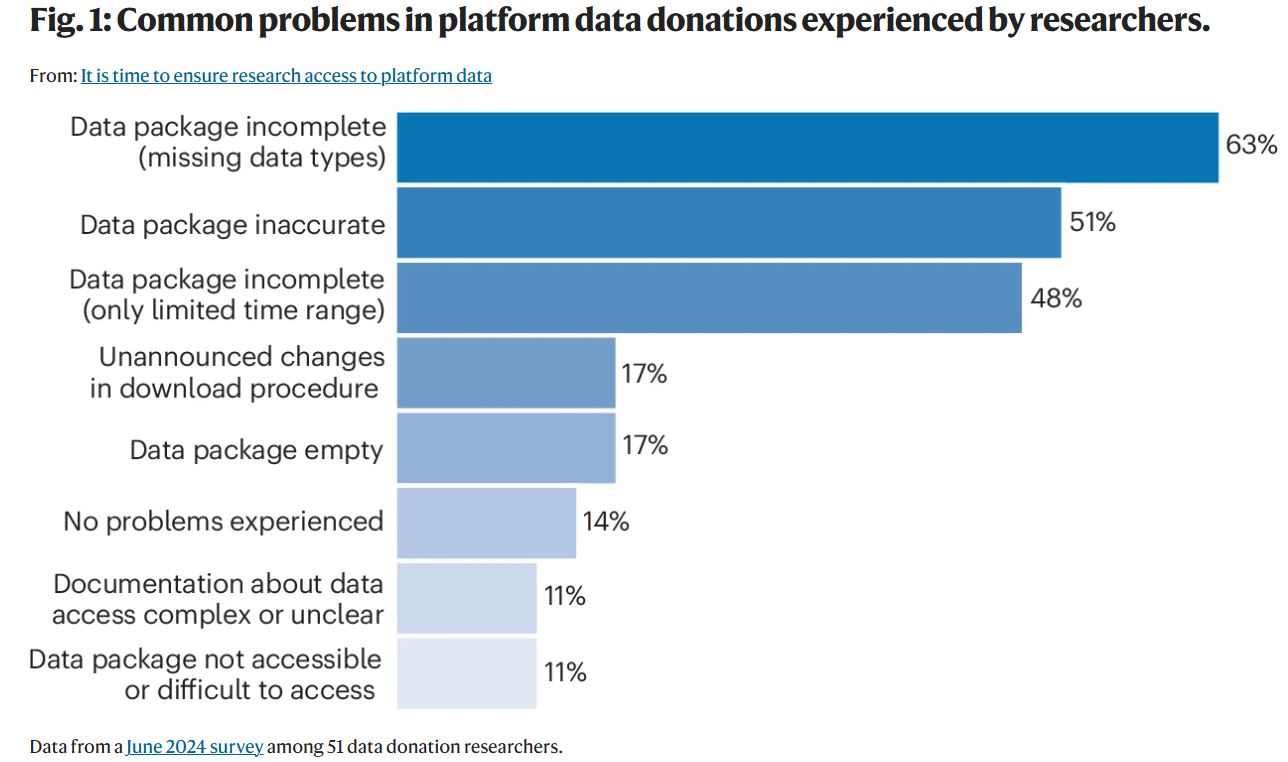 Fig. 1: Common problems in platform data donations experienced by researchers.
From: It is time to ensure research access to platform data
Data package incomplete
(missing data types)
63%
Data package inaccurate
51%
Data package incomplete
(only limited time range)
48%
Unannounced changes
in download procedure
17%
Data package empty
17%
No problems experienced
14%
Documentation about data
access complex or unclear
11%
Data package not accessible
or difficult to access
11%
Data from a June 2024 survey among 51 data donation researchers.